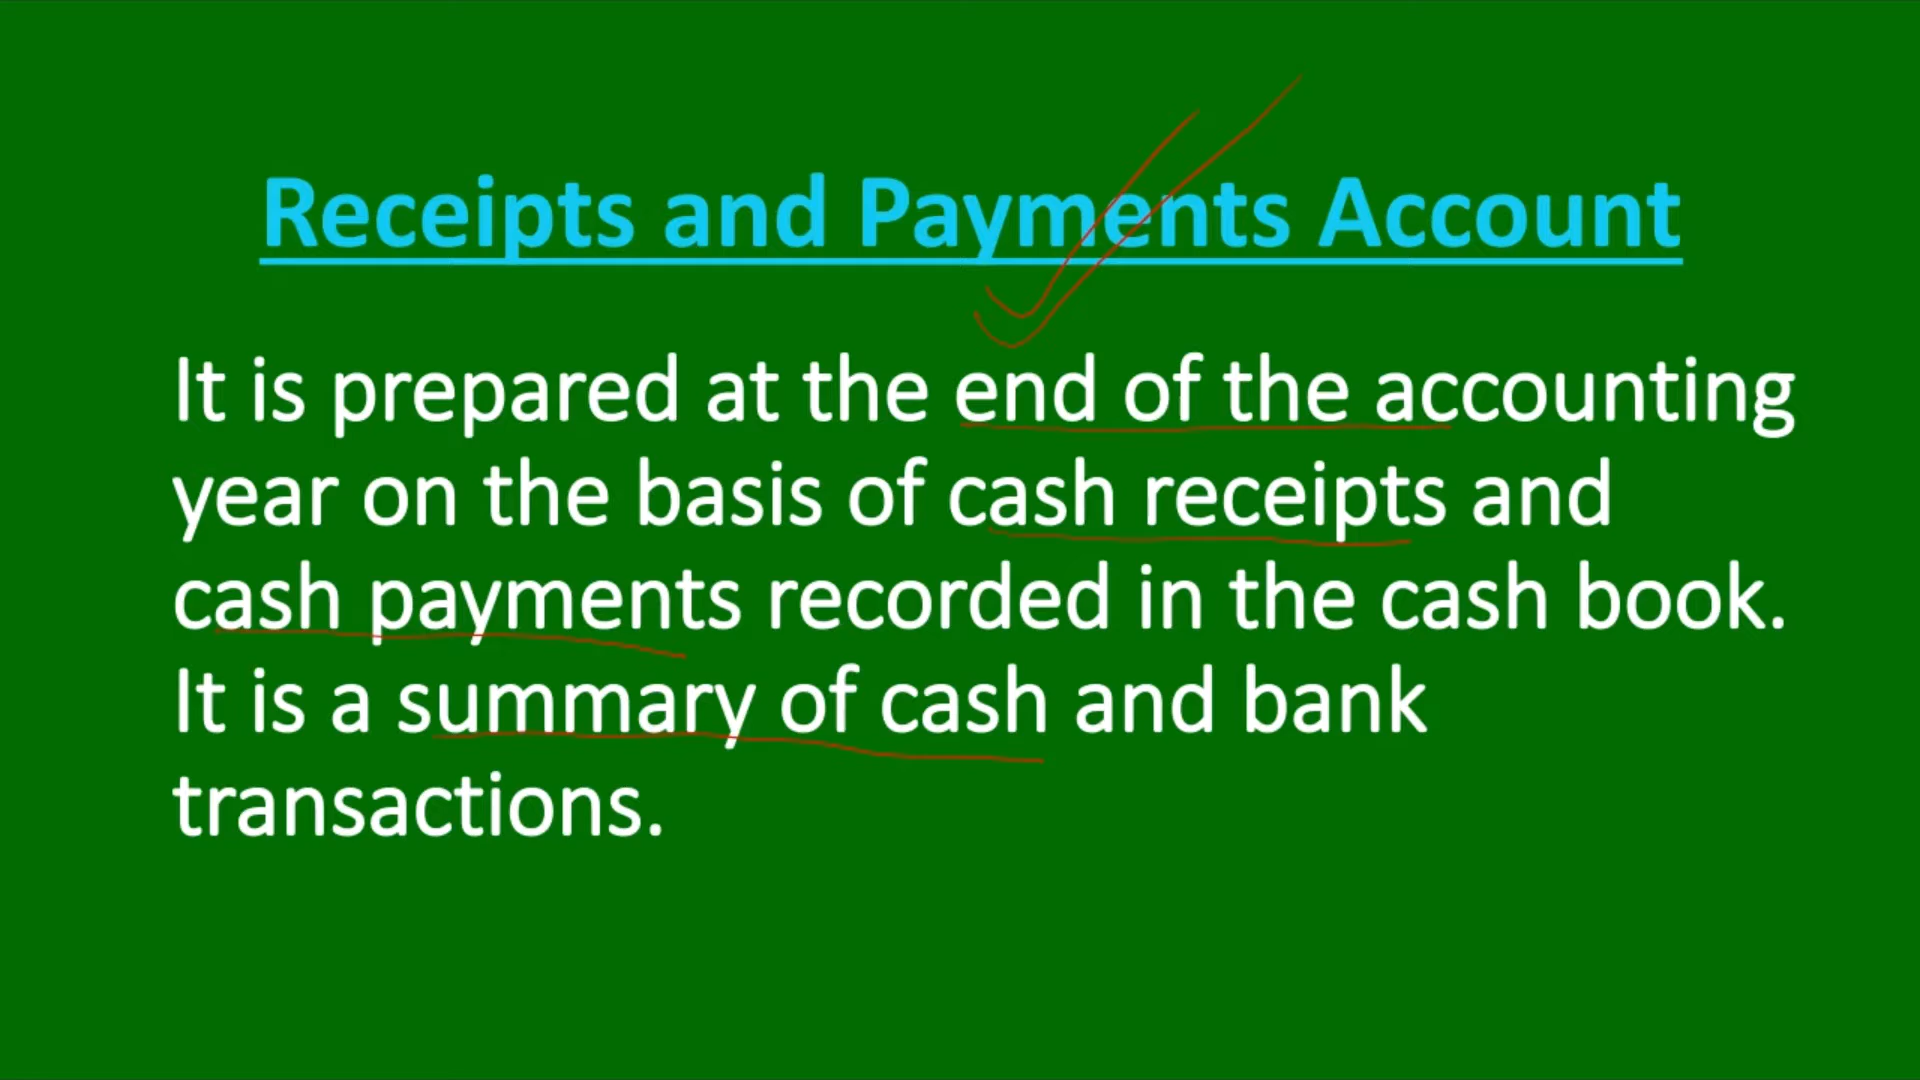 Receipts and Payments Account
It is prepared at the end of the accounting
year on the basis of cash receipts and
cash payments recorded in the cash book.
It is a summary of cash and bank
transactions.